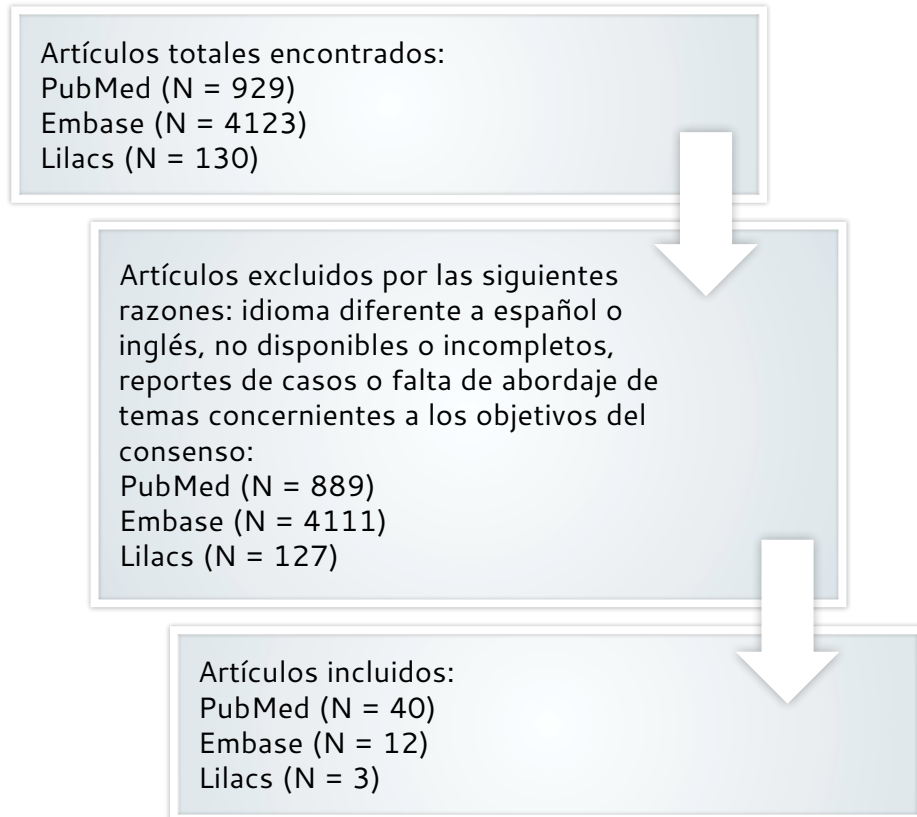 Artículos totales encontrados:
PubMed (N = 929)
Embase (N = 4123)
Lilacs (N = 130)
Artículos excluidos por las siguientes
razones: idioma diferente a español o
inglés, no disponibles o incompletos,
reportes de casos o falta de abordaje de
temas concernientes a los objetivos del
consenso:
PubMed (N = 889)
Embase (N = 4111)
Lilacs (N = 127)
Artículos incluidos:
PubMed (N = 40)
Embase (N = 12)
Lilacs (N = 3)